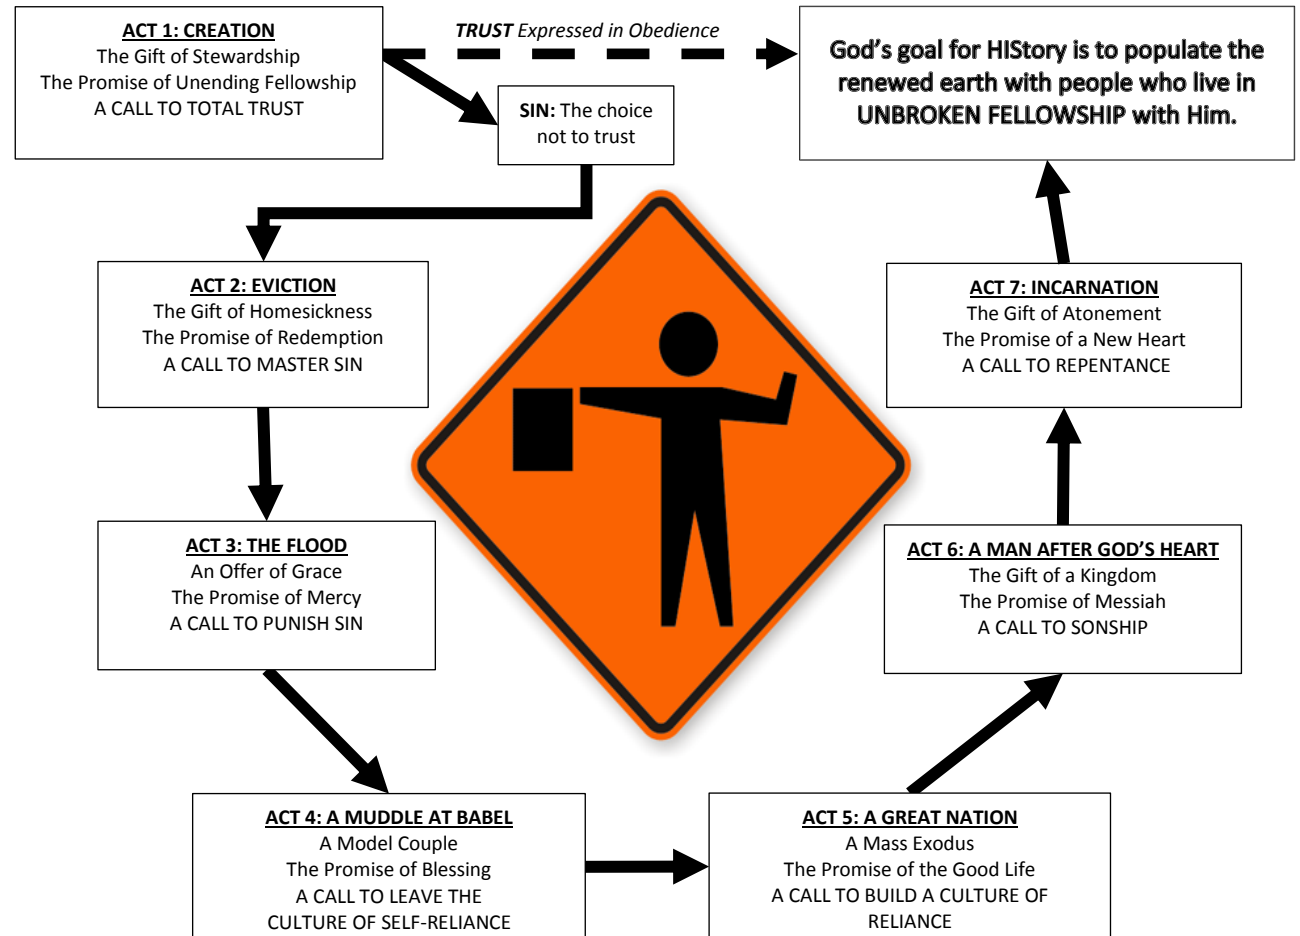 ACT 1: CREATION
The Gift of Stewardship
The Promise of Unending Fellowship
A CALL TO TOTAL TRUST
TRUST Expressed in Obedience
God’s goal for HIStory is to populate the
renewed earth with people who live in
UNBROKEN FELLOWSHIP with Him.
SIN: The choice
not to trust
ACT 2: EVICTION
The Gift of Homesickness
The Promise of Redemption
A CALL TO MASTER SIN
ACT 3: THE FLOOD
An Offer of Grace
The Promise of Mercy
A CALL TO PUNISH SIN
ACT 4: A MUDDLE AT BABEL
A Model Couple
The Promise of Blessing
A CALL TO LEAVE THE
CULTURE OF SELF-RELIANCE
ACT 5: A GREAT NATION
A Mass Exodus
The Promise of the Good Life
A CALL TO BUILD A CULTURE OF
RELIANCE
ACT 6: A MAN AFTER GOD’S HEART
The Gift of a Kingdom
The Promise of Messiah
A CALL TO SONSHIP
ACT 7: INCARNATION
The Gift of Atonement
The Promise of a New Heart
A CALL TO REPENTANCE